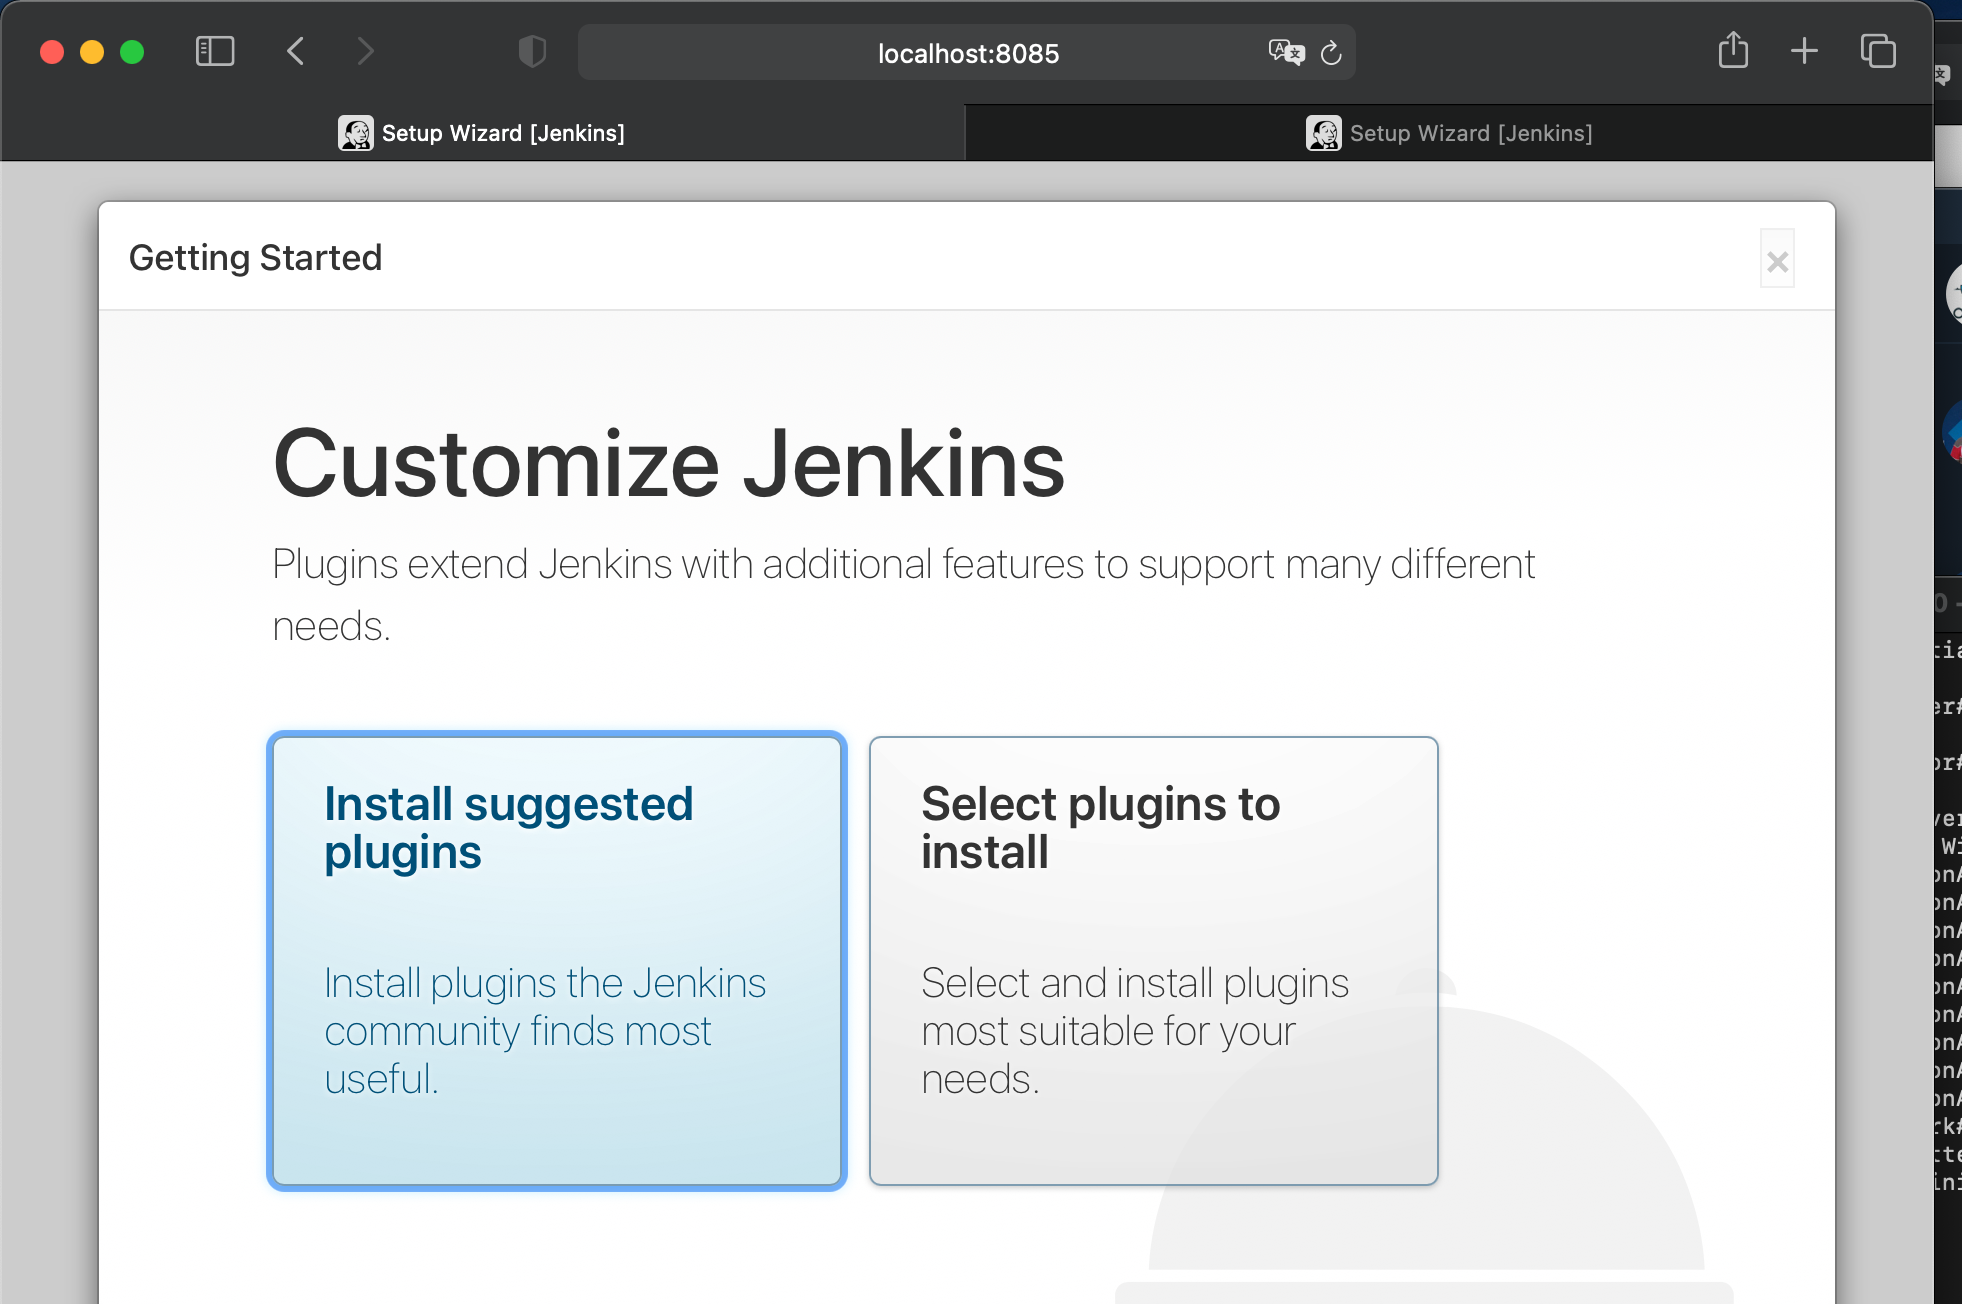 localhost:8085
Setup Wizard [Jenkins]
Setup Wizard [Jenkins]
Getting Started
Customize Jenkins
Plugins extend Jenkins with additional features to support many different
needs.
Install suggested
plugins
Install plugins the Jenkins
community finds most
useful.
Select plugins to
install
Select and install plugins
most suitable for your
needs.